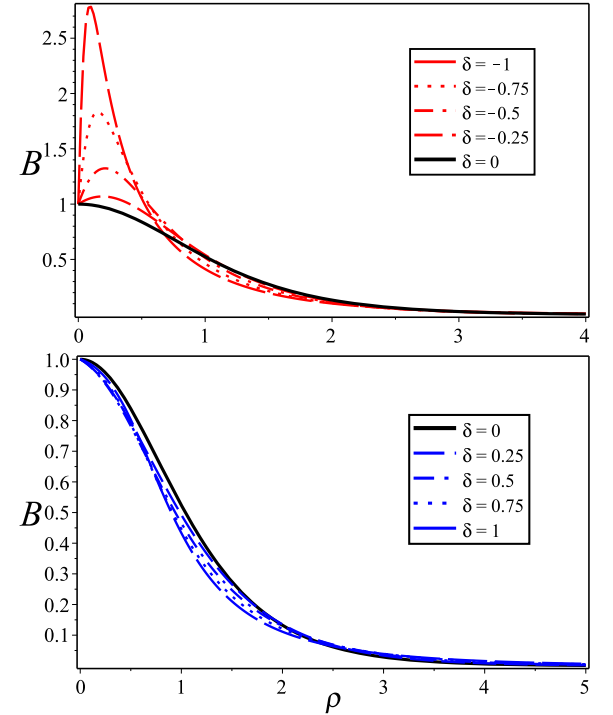 2.5
2
1.5
1
0.5
B
0 1 2 3 4
δ = −1
δ = −0.75
δ = −0.5
δ = −0.25
δ = 0
1.0
0.9
0.8
0.7
0.6
0.5
0.4
0.3
0.2
0.1
B
0 1 2 3 4 5
ρ
δ = 0
δ = 0.25
δ = 0.5
δ = 0.75
δ = 1